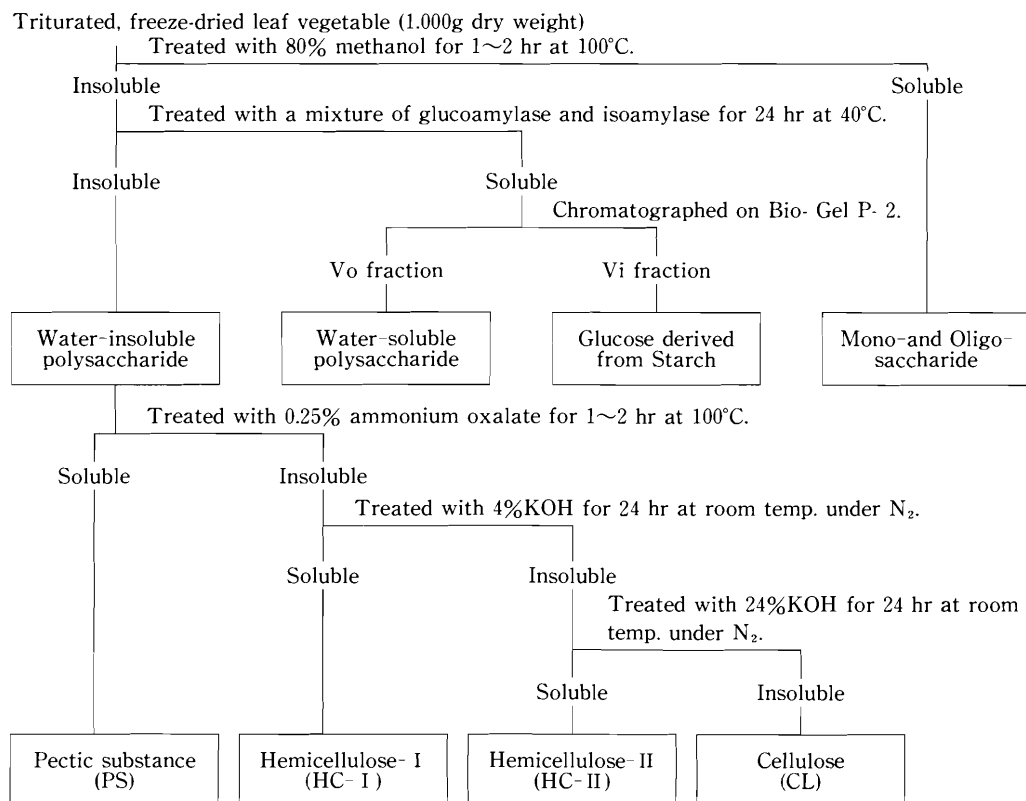 Triturated, freeze-dried leaf vegetable (1.000g dry weight)
Treated with 80% methanol for 1～2 hr at 100°C.
Insoluble
Soluble
Treated with a mixture of glucoamylase and isoamylase for 24 hr at 40°C.
Insoluble
Soluble
Chromatographed on Bio- Gel P- 2.
Vo fraction
Vi fraction
Water-insoluble
polysaccharide
Water-soluble
polysaccharide
Glucose derived
from Starch
Mono-and Oligo-
saccharide
Treated with 0.25% ammonium oxalate for 1～2 hr at 100°C.
Soluble
Insoluble
Treated with 4%KOH for 24 hr at room temp. under N₂.
Soluble
Insoluble
Treated with 24%KOH for 24 hr at room
temp. under N₂.
Soluble
Insoluble
Pectic substance
(PS)
Hemicellulose- I
(HC- I)
Hemicellulose-II
(HC-II)
Cellulose
(CL)